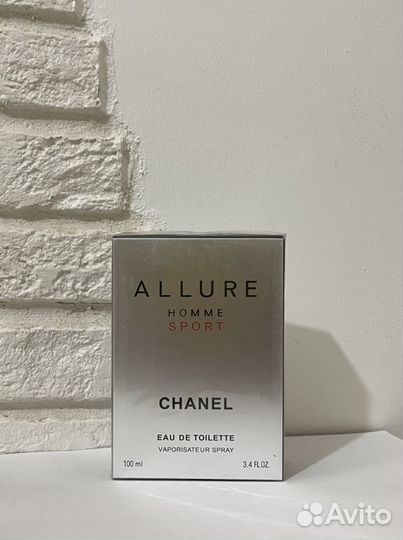 ALLURE
HOMME
SPORT
CHANEL
EAU DE TOILETTE
VAPORISATEUR SPRAY
100 ml 3.4 FL.OZ.
Avito